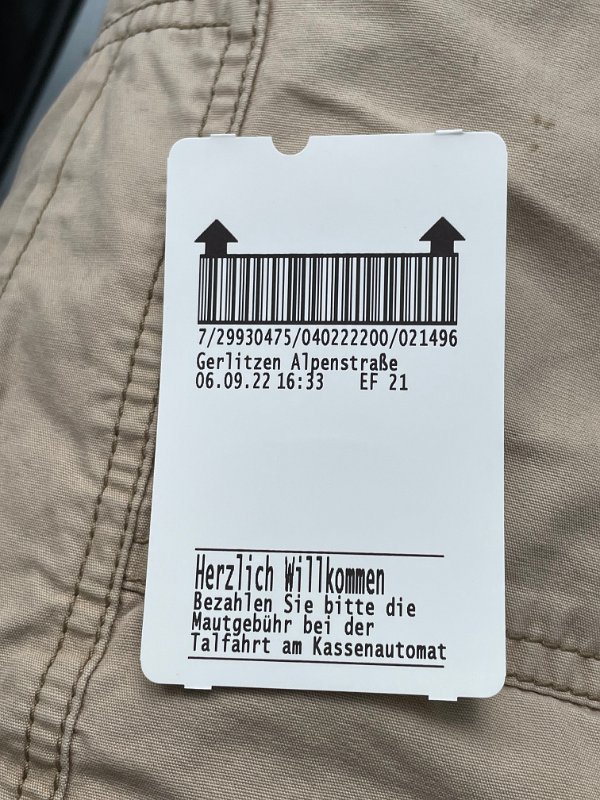 7/29930475/040222200/021496
Gerlitzen Alpenstraße
06.09.22 16:33 EF 21
Herzlich Willkommen
Bezahlen Sie bitte die
Mautgebühr bei der
Talfahrt am Kassenautomat